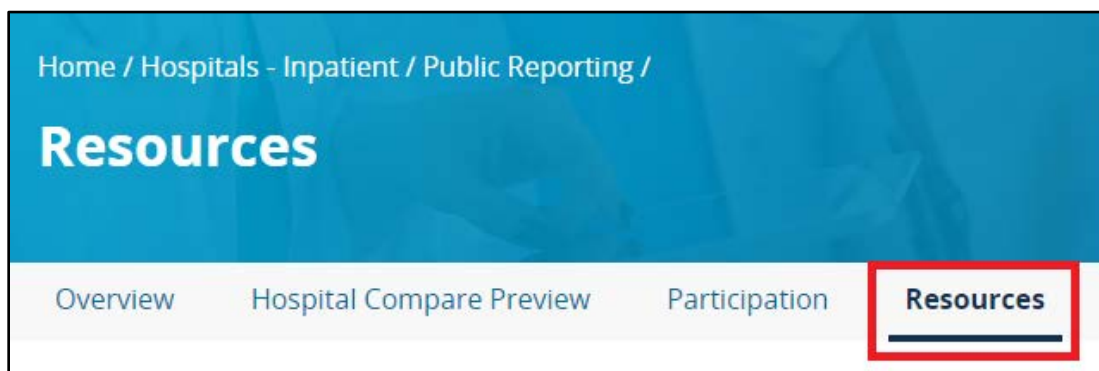 Home / Hospitals - Inpatient / Public Reporting /
Resources
Overview Hospital Compare Preview Participation Resources